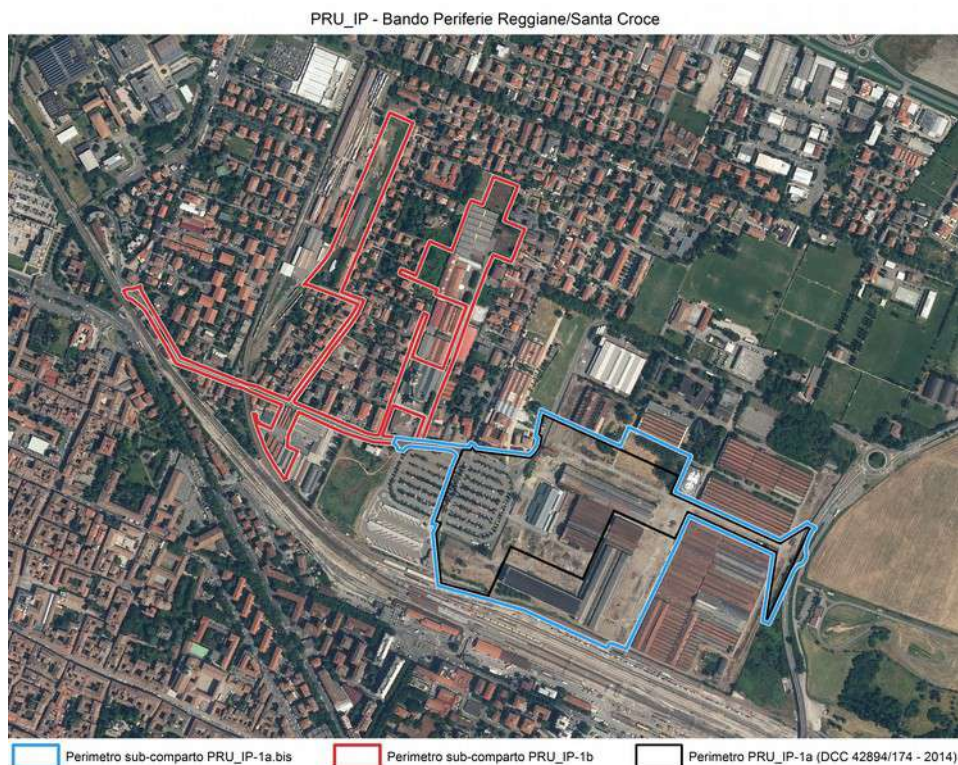 PRU_IP - Bando Periferie Reggiane/Santa Croce
Perimetro sub-comparto PRU_IP-1a.bis
Perimetro sub-comparto PRU_IP-1b
Perimetro PRU_IP-1a (DCC 42894/174 - 2014)